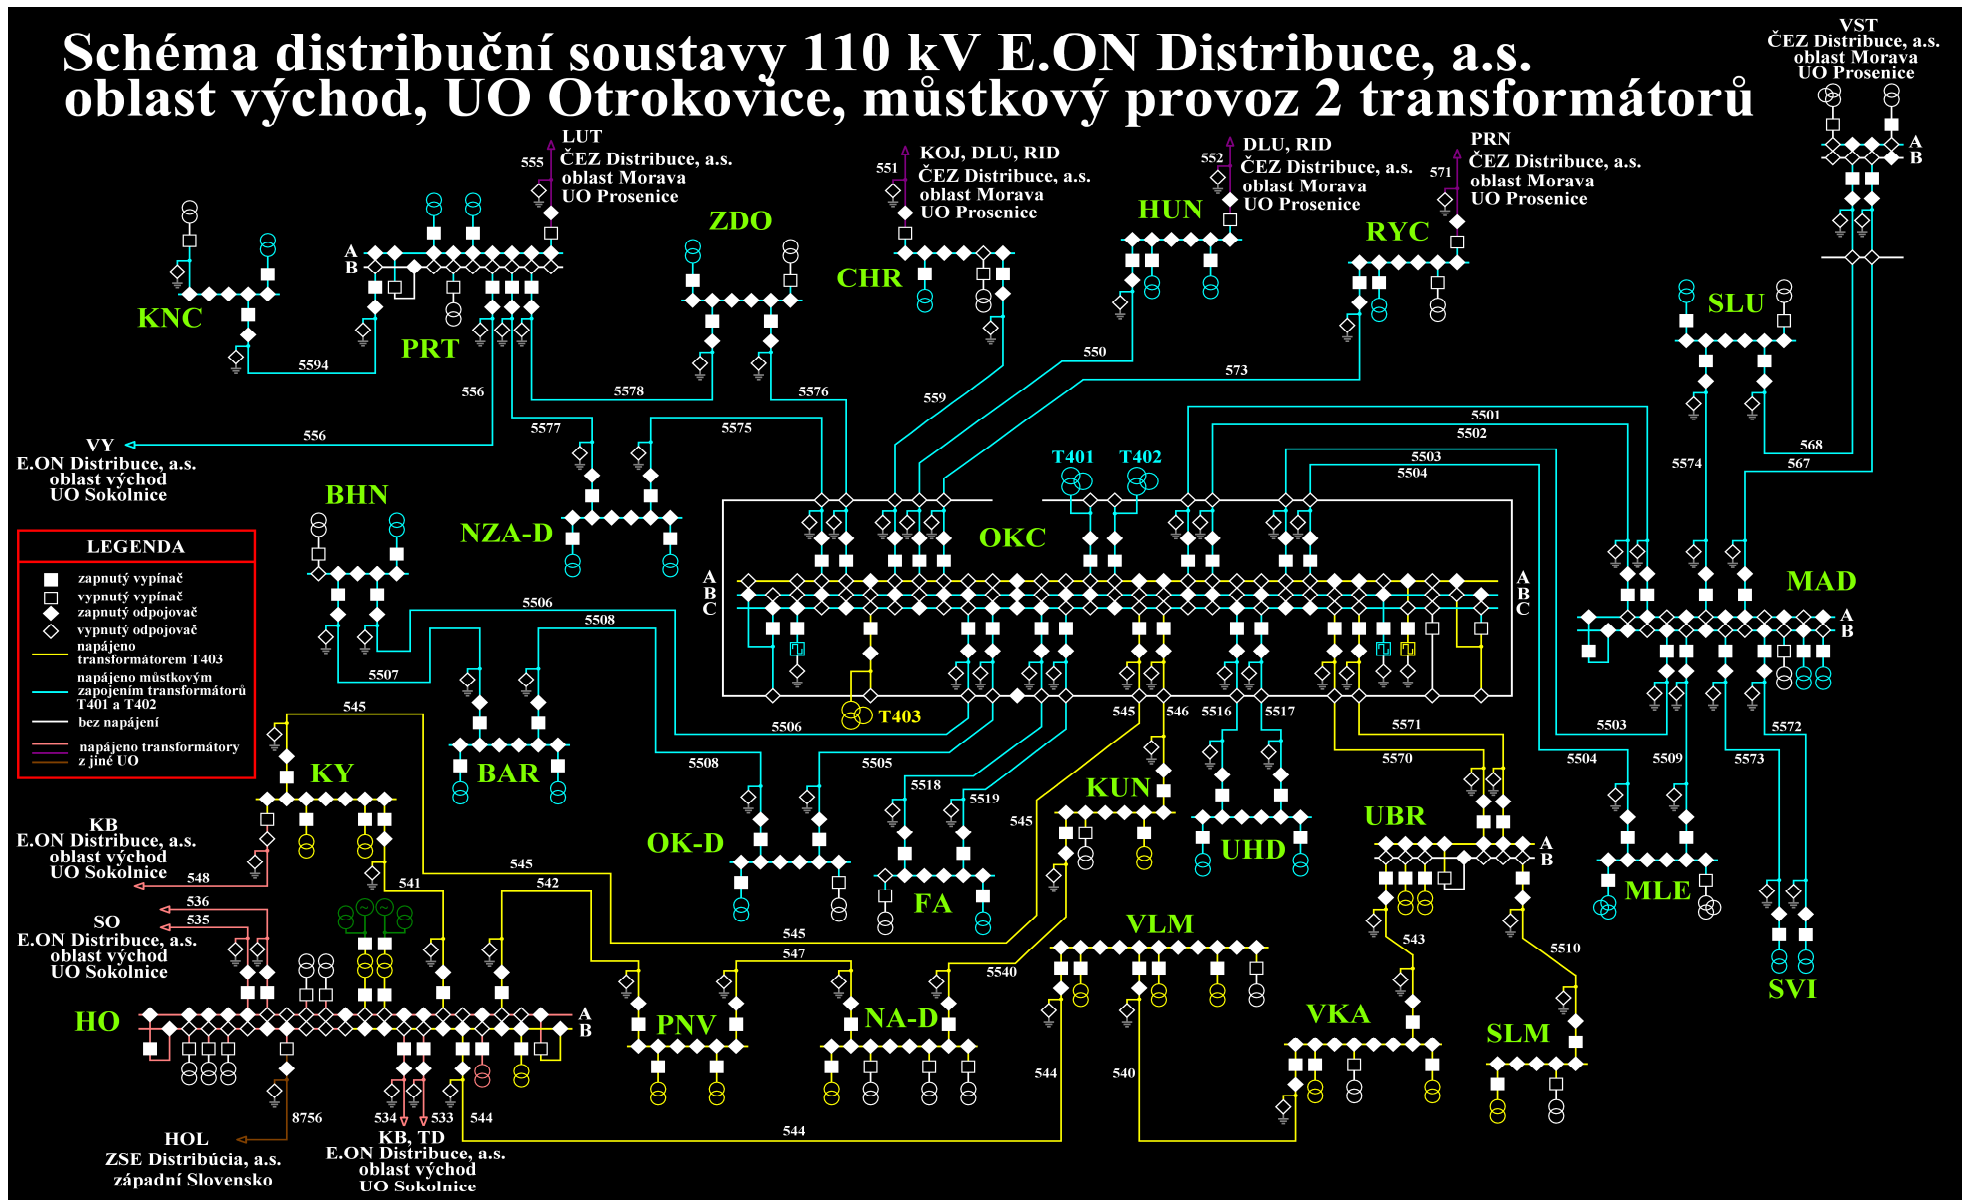 Schéma distribuční soustavy 110 kV E.ON Distribuce, a.s.
oblast východ, UO Otrokovice, můstkový provoz 2 transformátorů
VST
ČEZ Distribuce, a.s.
oblast Morava
UO Prosenice
A
B
LUT
ČEZ Distribuce, a.s.
oblast Morava
UO Prosenice
555
KOJ, DLU, RID
ČEZ Distribuce, a.s.
oblast Morava
UO Prosenice
551
DLU, RID
ČEZ Distribuce, a.s.
oblast Morava
UO Prosenice
552
PRN
ČEZ Distribuce, a.s.
oblast Morava
UO Prosenice
571
KNC
A
B
PRT
ZDO
CHR
HUN
RYC
SLU
5594
556
5578
5576
559
550
573
556
5577
5575
5501
5502
5503
5504
5574
568
567
VY
E.ON Distribuce, a.s.
oblast východ
UO Sokolnice
BHN
NZA-D
T401
T402
OKC
A
B
C
A
B
C
MAD
A
B
LEGENDA
zapnutý vypínač
vypnutý vypínač
zapnutý odpojovač
vypnutý odpojovač
napájeno
transformátorem T403
napájeno můstkovým
zapojením transformátorů
T401 a T402
bez napájení
napájeno transformátory
z jiné UO
5506
5508
5507
545
5506
T403
545
546
5516
5517
5571
5570
5503
5504
5509
5573
5572
KY
BAR
5508
5505
5518
5519
545
KUN
UHD
UBR
A
B
OK-D
FA
MLE
SVI
KB
E.ON Distribuce, a.s.
oblast východ
UO Sokolnice
548
545
541
542
536
535
SO
E.ON Distribuce, a.s.
oblast východ
UO Sokolnice
545
547
5540
VLM
543
5510
HO
A
B
PNV
NA-D
VKA
SLM
544
540
8756
534
533
544
544
HOL
ZSE Distribúcia, a.s.
západní Slovensko
KB, TD
E.ON Distribuce, a.s.
oblast východ
UO Sokolnice